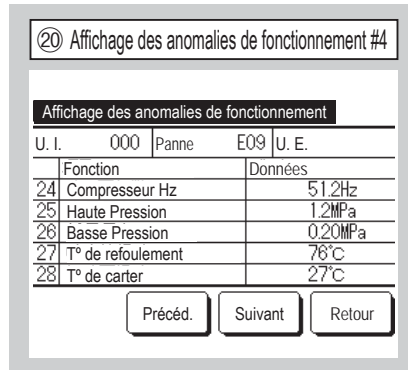 ⑳ Affichage des anomalies de fonctionnement #4
Affichage des anomalies de fonctionnement
U. I. 000 Panne E09 U. E.
Fonction Données
24 Compresseur Hz 51.2Hz
25 Haute Pression 1.2MPa
26 Basse Pression 0.20MPa
27 Tº de refoulement 76°C
28 Tº de carter 27°C
Précéd. Suivant Retour